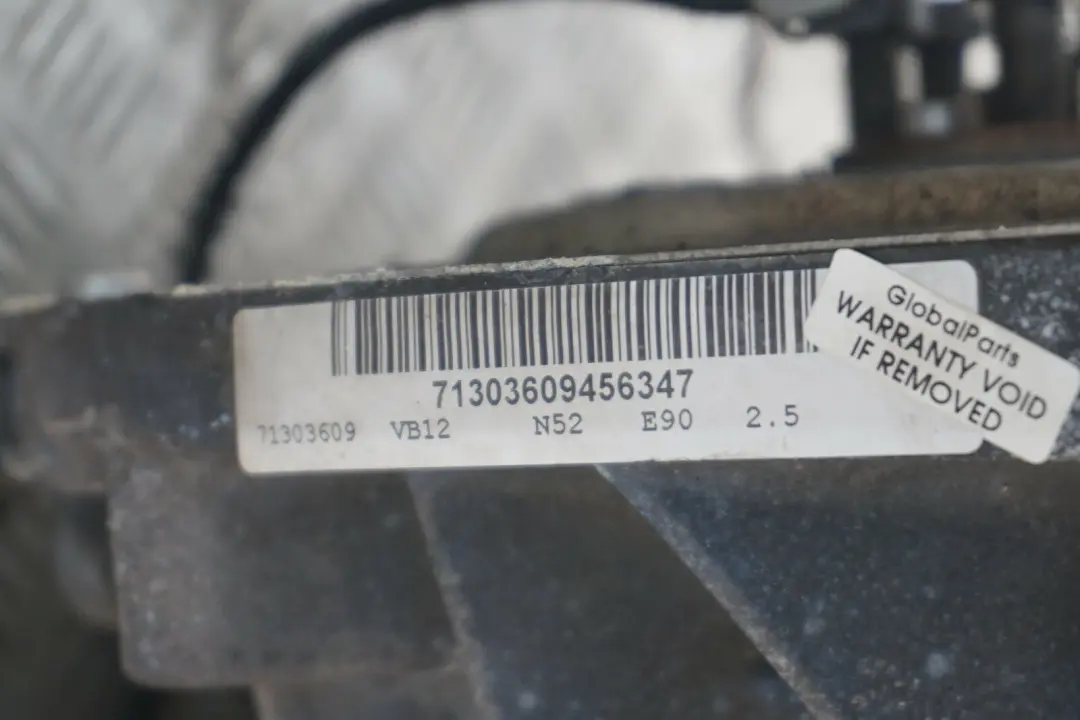 71303609456347
71303609 VB12 N52 E90 2.5
GlobalParts
WARRANTY VOID
IF REMOVED